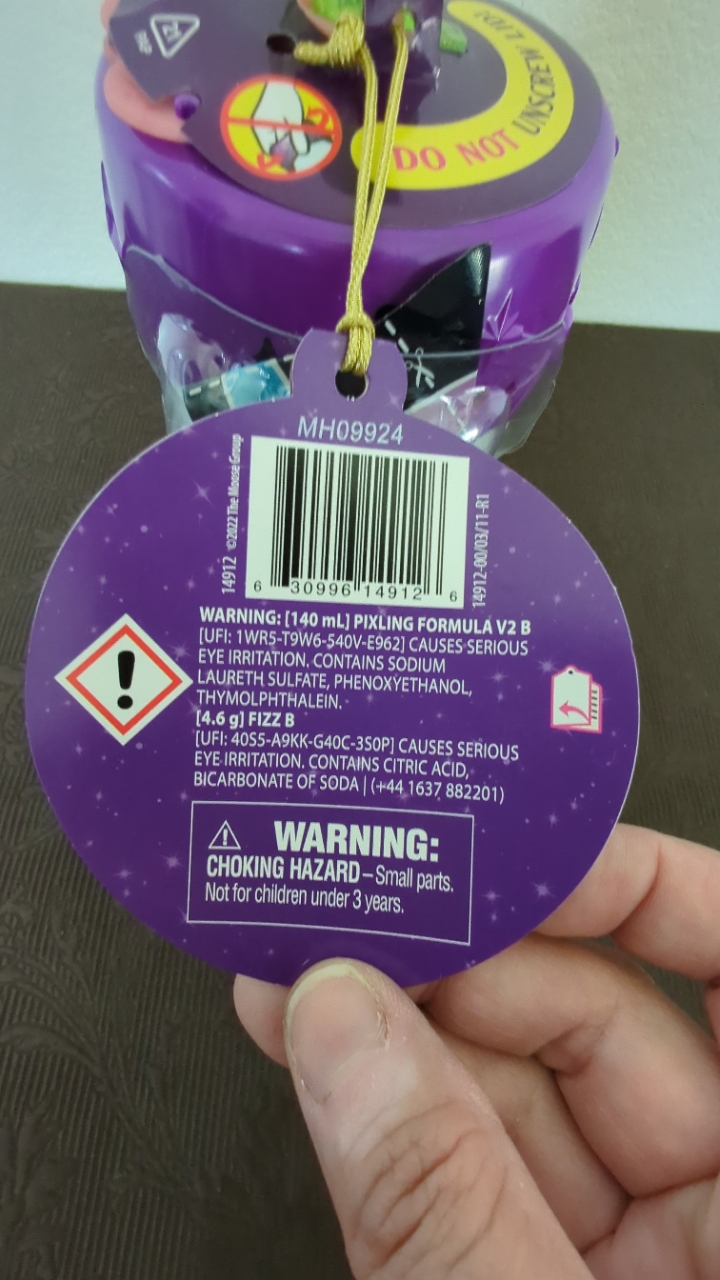 21
PAP
DO NOT UNSCREW LID!
MH09924
14912 ©2022 The Moose Group
6 30996 14912 6
14912-00/03/11-R1
WARNING: [140 mL] PIXLING FORMULA V2 B
[UFI: 1WR5-T9W6-540V-E962] CAUSES SERIOUS
EYE IRRITATION. CONTAINS SODIUM
LAURETH SULFATE, PHENOXYETHANOL,
THYMOLPHTHALEIN.
[4.6 g] FIZZ B
[UFI: 40S5-A9KK-G40C-3S0P] CAUSES SERIOUS
EYE IRRITATION. CONTAINS CITRIC ACID,
BICARBONATE OF SODA | (+44 1637 882201)
WARNING:
CHOKING HAZARD – Small parts.
Not for children under 3 years.